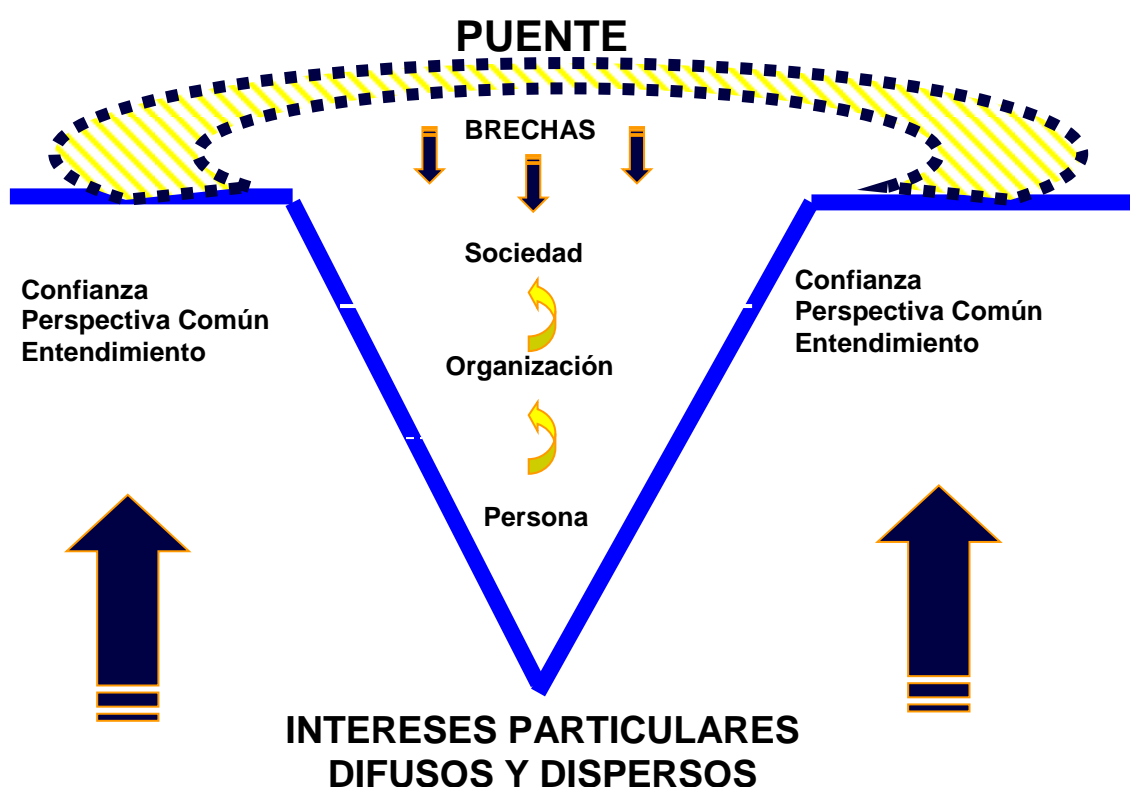 PUENTE
BRECHAS
Sociedad
Confianza
Perspectiva Común
Entendimiento
Confianza
Perspectiva Común
Entendimiento
Organización
Persona
INTERESES PARTICULARES
DIFUSOS Y DISPERSOS